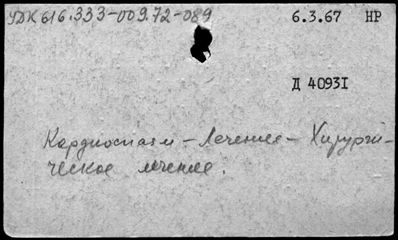 УДК 616.333-009.72-089
6.3.67 НР
Д 40931
Кардиоспазм – Лечение – Хирурги-
ческое лечение.